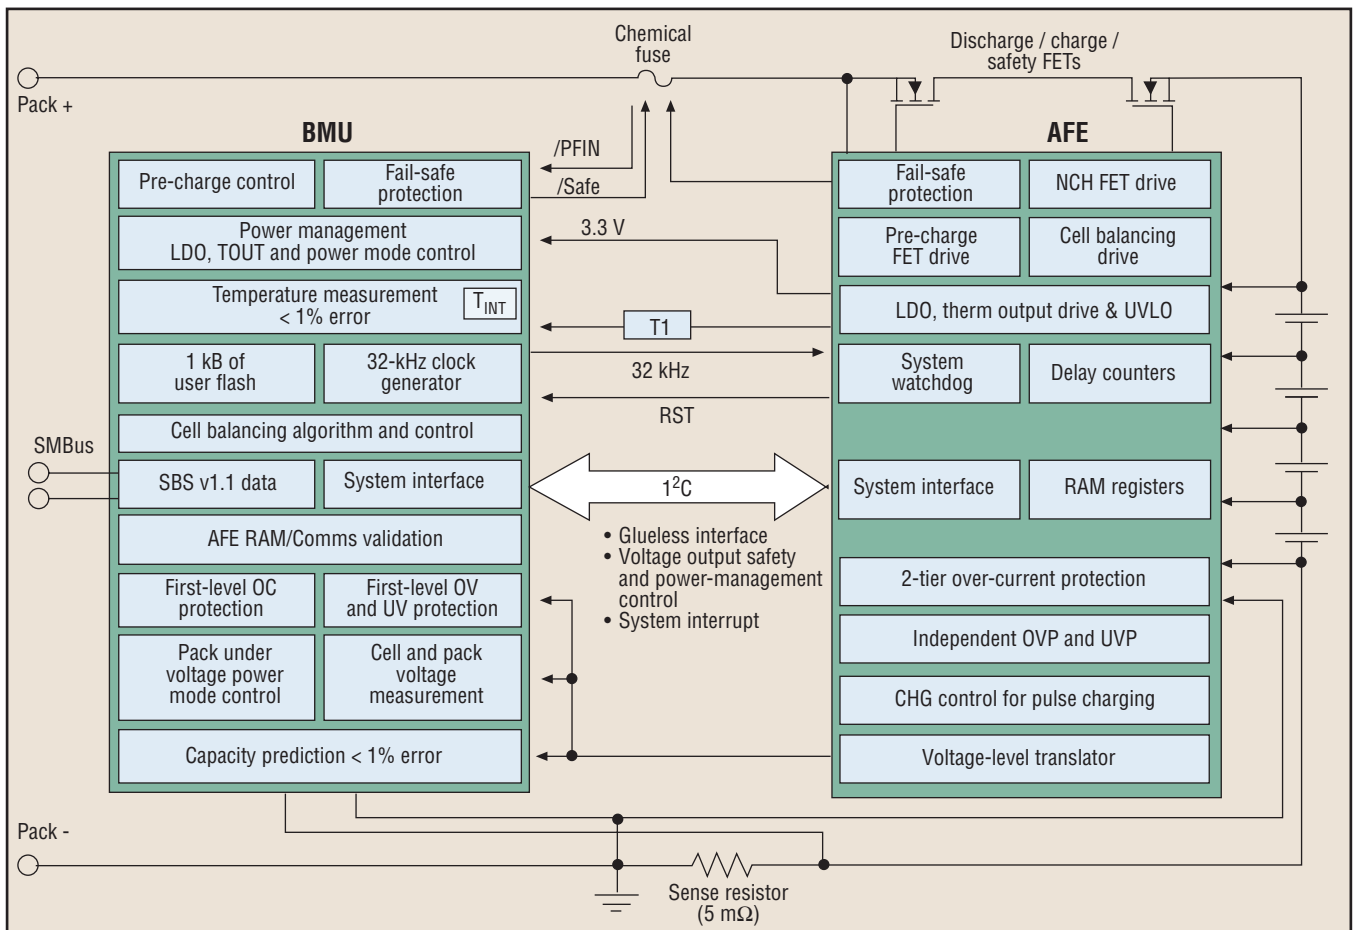 Chemical
fuse
Discharge / charge /
safety FETs
Pack +
BMU
AFE
/PFIN
/Safe
Pre-charge control
Fail-safe
protection
Power management
LDO, TOUT and power mode control
Temperature measurement
< 1% error
TINT
1 kB of
user flash
32-kHz clock
generator
Cell balancing algorithm and control
SMBus
SBS v1.1 data
System interface
AFE RAM/Comms validation
First-level OC
protection
First-level OV
and UV protection
Pack under
voltage power
mode control
Cell and pack
voltage
measurement
Capacity prediction < 1% error
3.3 V
T1
32 kHz
RST
1²C
• Glueless interface
• Voltage output safety
and power-management
control
• System interrupt
Fail-safe
protection
NCH FET drive
Pre-charge
FET drive
Cell balancing
drive
LDO, therm output drive & UVLO
System
watchdog
Delay counters
System interface
RAM registers
2-tier over-current protection
Independent OVP and UVP
CHG control for pulse charging
Voltage-level translator
Pack -
Sense resistor
(5 mΩ)